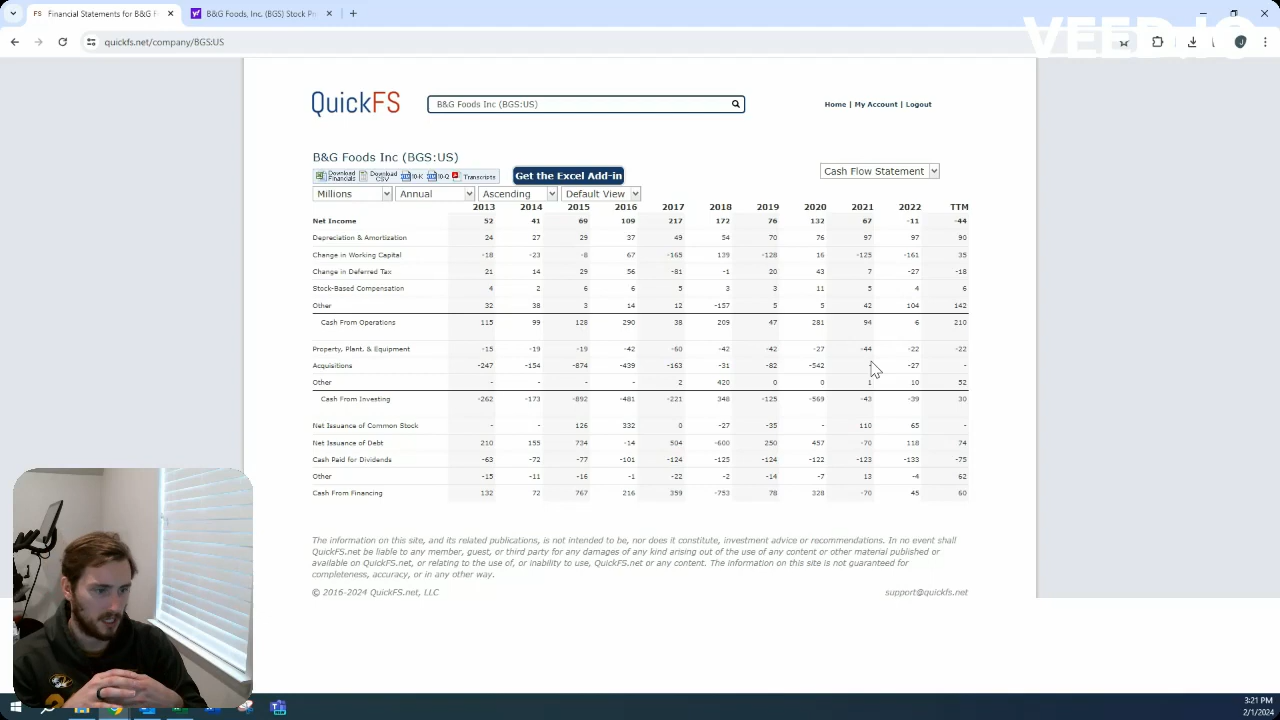 Financial Statements for B&G F
B&G Foods, Inc. (BGS) Stock P
VEED.IO
quickfs.net/company/BGS:US
QuickFS
B&G Foods Inc (BGS:US)
Home | My Account | Logout
B&G Foods Inc (BGS:US)
Download Financials Download CSV 10-K 10-Q Transcripts
Get the Excel Add-in
Cash Flow Statement
Millions Annual Ascending Default View
2013 2014 2015 2016 2017 2018 2019 2020 2021 2022 TTM
Net Income 52 41 69 109 217 172 76 132 67 -11 -44
Depreciation & Amortization 24 27 29 37 49 54 70 76 97 97 90
Change in Working Capital -18 -23 -8 67 -165 139 -128 16 -125 -161 35
Change in Deferred Tax 21 14 29 56 -81 -1 20 43 7 -27 -18
Stock-Based Compensation 4 2 6 6 5 3 3 11 5 4 6
Other 32 38 3 14 12 -157 5 5 42 104 142
Cash From Operations 115 99 128 290 38 209 47 281 94 6 210
Property, Plant, & Equipment -15 -19 -19 -42 -60 -42 -42 -27 -44 -22 -22
Acquisitions -247 -154 -874 -439 -163 -31 -82 -542 -27 -
Other - - - - 2 420 0 0 1 10 52
Cash From Investing -262 -173 -892 -481 -221 348 -125 -569 -43 -39 30
Net Issuance of Common Stock - - 126 332 0 -27 -35 - 110 65 -
Net Issuance of Debt 210 155 734 -14 504 -600 250 457 -70 118 74
Cash Paid for Dividends -63 -72 -77 -101 -124 -125 -124 -122 -123 -133 -75
Other -15 -11 -16 -1 -22 -2 -14 -7 13 -4 62
Cash From Financing 132 72 767 216 359 -753 78 328 -70 45 60
The information on this site, and its related publications, is not intended to be, nor does it constitute, investment advice or recommendations. In no event shall
QuickFS.net be liable to any member, guest, or third party for any damages of any kind arising out of the use of any content or other material published or
available on QuickFS.net, or relating to the use of, or inability to use, QuickFS.net or any content. The information on this site is not guaranteed for
completeness, accuracy, or in any other way.
© 2016-2024 QuickFS.net, LLC
support@quickfs.net
3:21 PM
2/1/2024